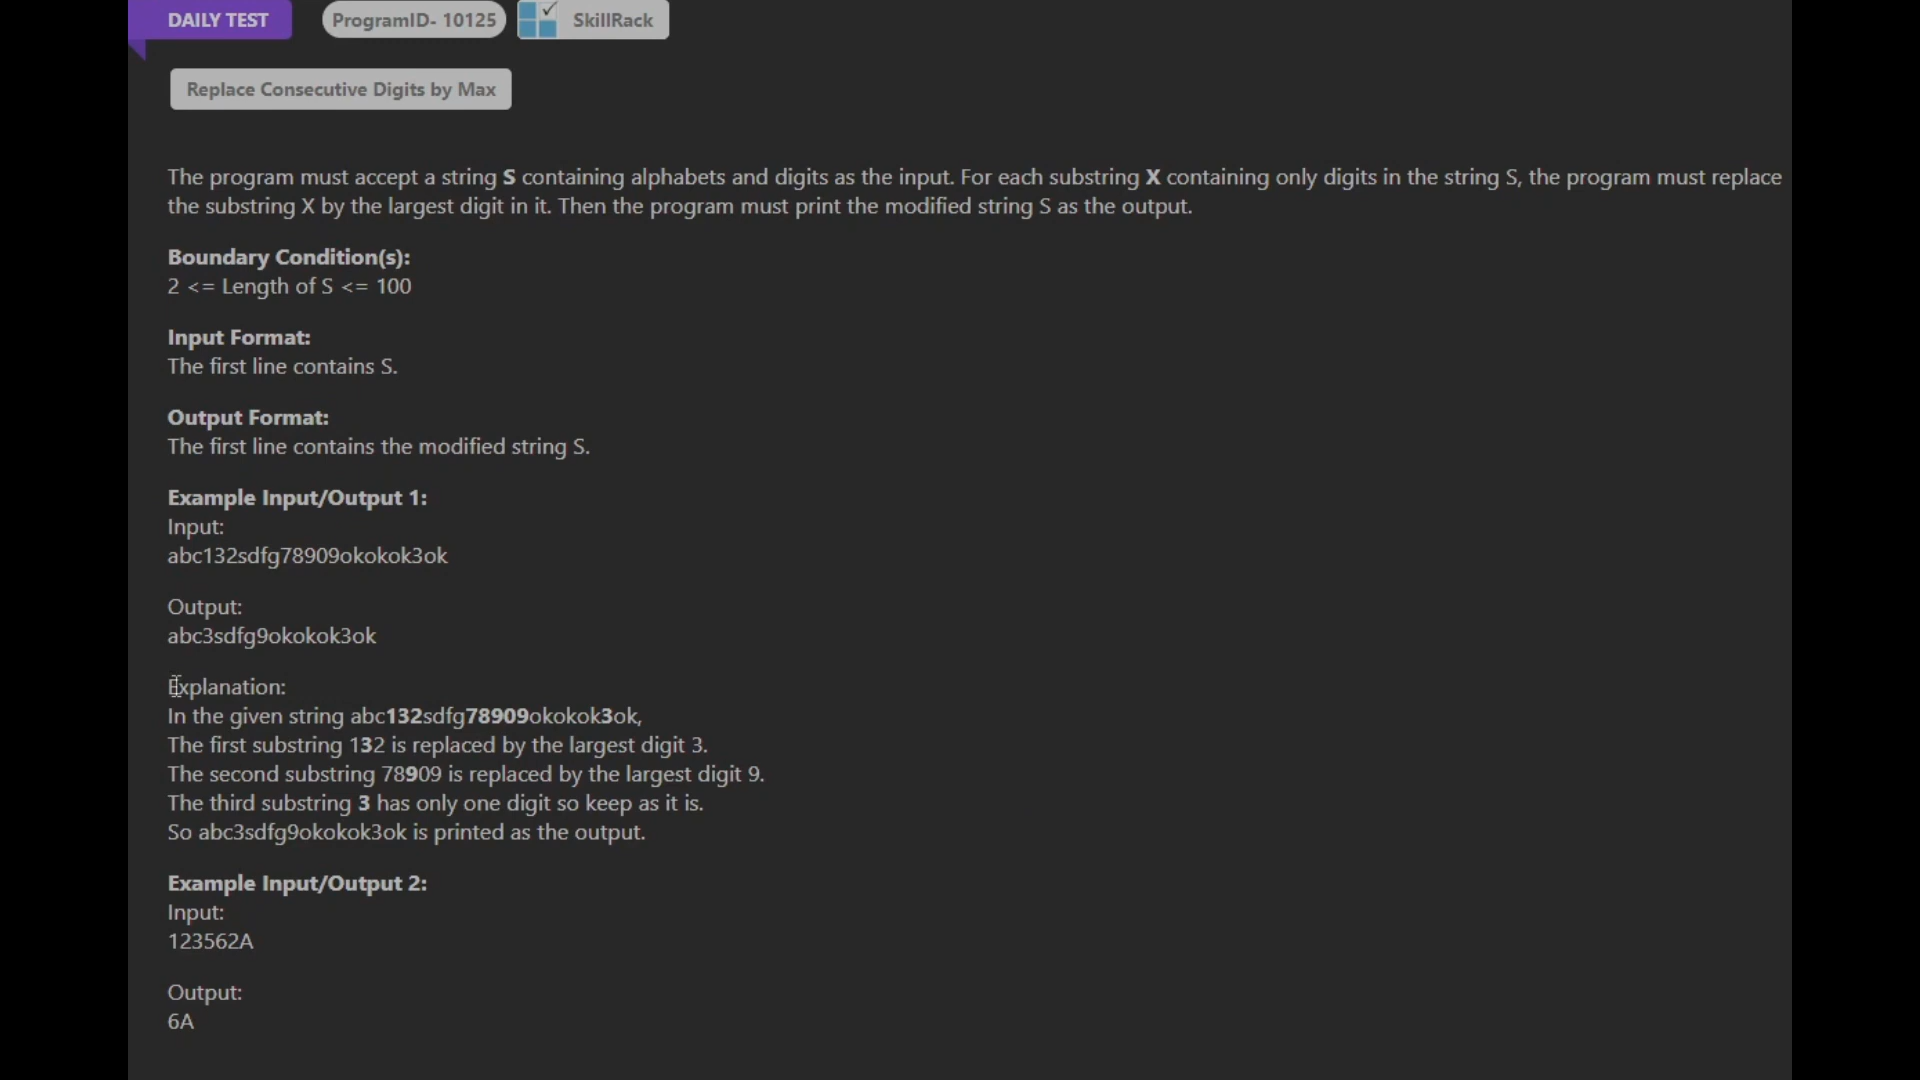 DAILY TEST
ProgramID- 10125
SkillRack
Replace Consecutive Digits by Max
The program must accept a string S containing alphabets and digits as the input. For each substring X containing only digits in the string S, the program must replace
the substring X by the largest digit in it. Then the program must print the modified string S as the output.
Boundary Condition(s):
2 <= Length of S <= 100
Input Format:
The first line contains S.
Output Format:
The first line contains the modified string S.
Example Input/Output 1:
Input:
abc132sdfg78909okokok3ok
Output:
abc3sdfg9okokok3ok
Explanation:
In the given string abc132sdfg78909okokok3ok,
The first substring 132 is replaced by the largest digit 3.
The second substring 78909 is replaced by the largest digit 9.
The third substring 3 has only one digit so keep as it is.
So abc3sdfg9okokok3ok is printed as the output.
Example Input/Output 2:
Input:
123562A
Output:
6A